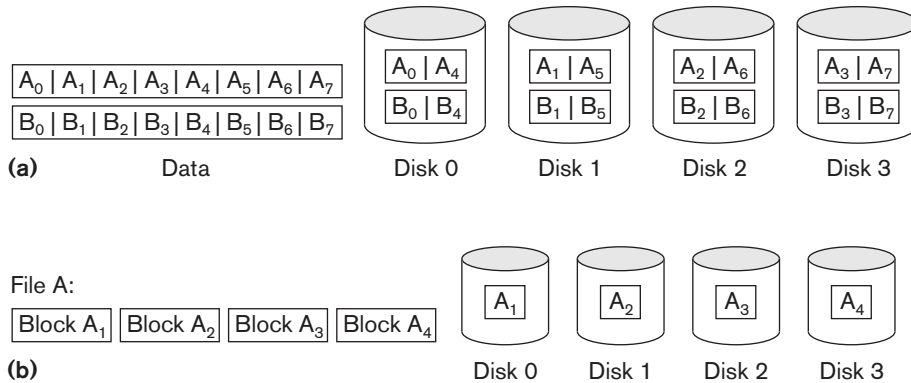 A₀ | A₁ | A₂ | A₃ | A₄ | A₅ | A₆ | A₇
B₀ | B₁ | B₂ | B₃ | B₄ | B₅ | B₆ | B₇
(a) Data
A₀ | A₄
B₀ | B₄
Disk 0
A₁ | A₅
B₁ | B₅
Disk 1
A₂ | A₆
B₂ | B₆
Disk 2
A₃ | A₇
B₃ | B₇
Disk 3
File A:
Block A₁ Block A₂ Block A₃ Block A₄
(b)
A₁
Disk 0
A₂
Disk 1
A₃
Disk 2
A₄
Disk 3